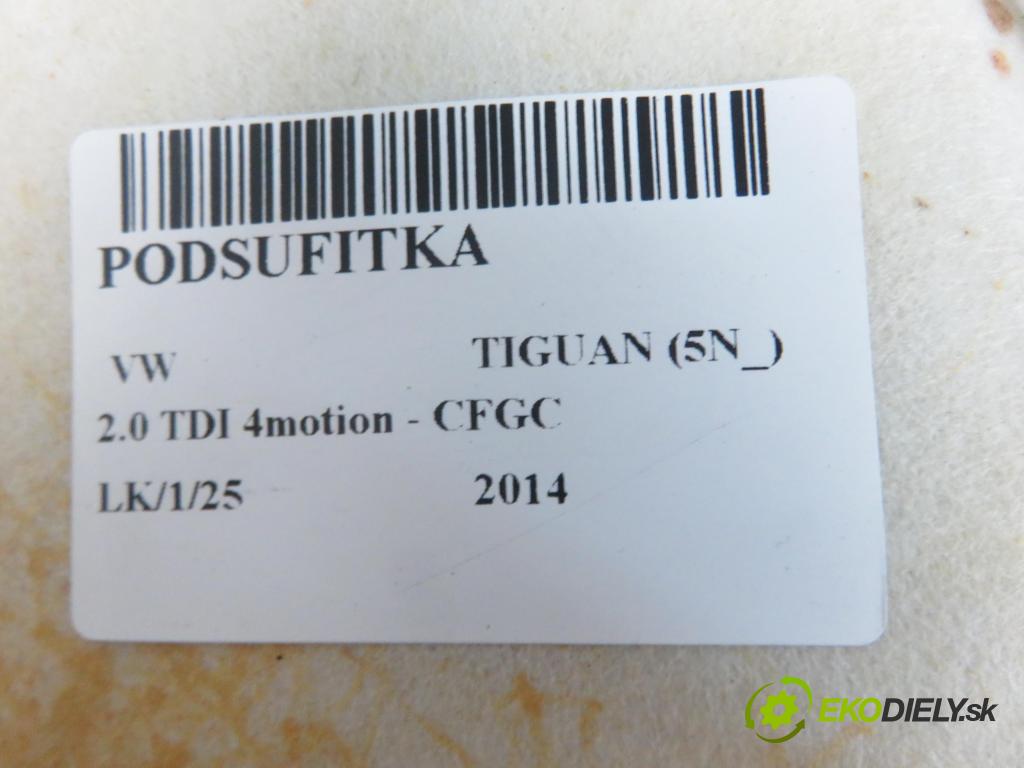 PODSUFITKA
VW TIGUAN (5N_)
2.0 TDI 4motion - CFGC
LK/1/25 2014
EKODIELY.sk